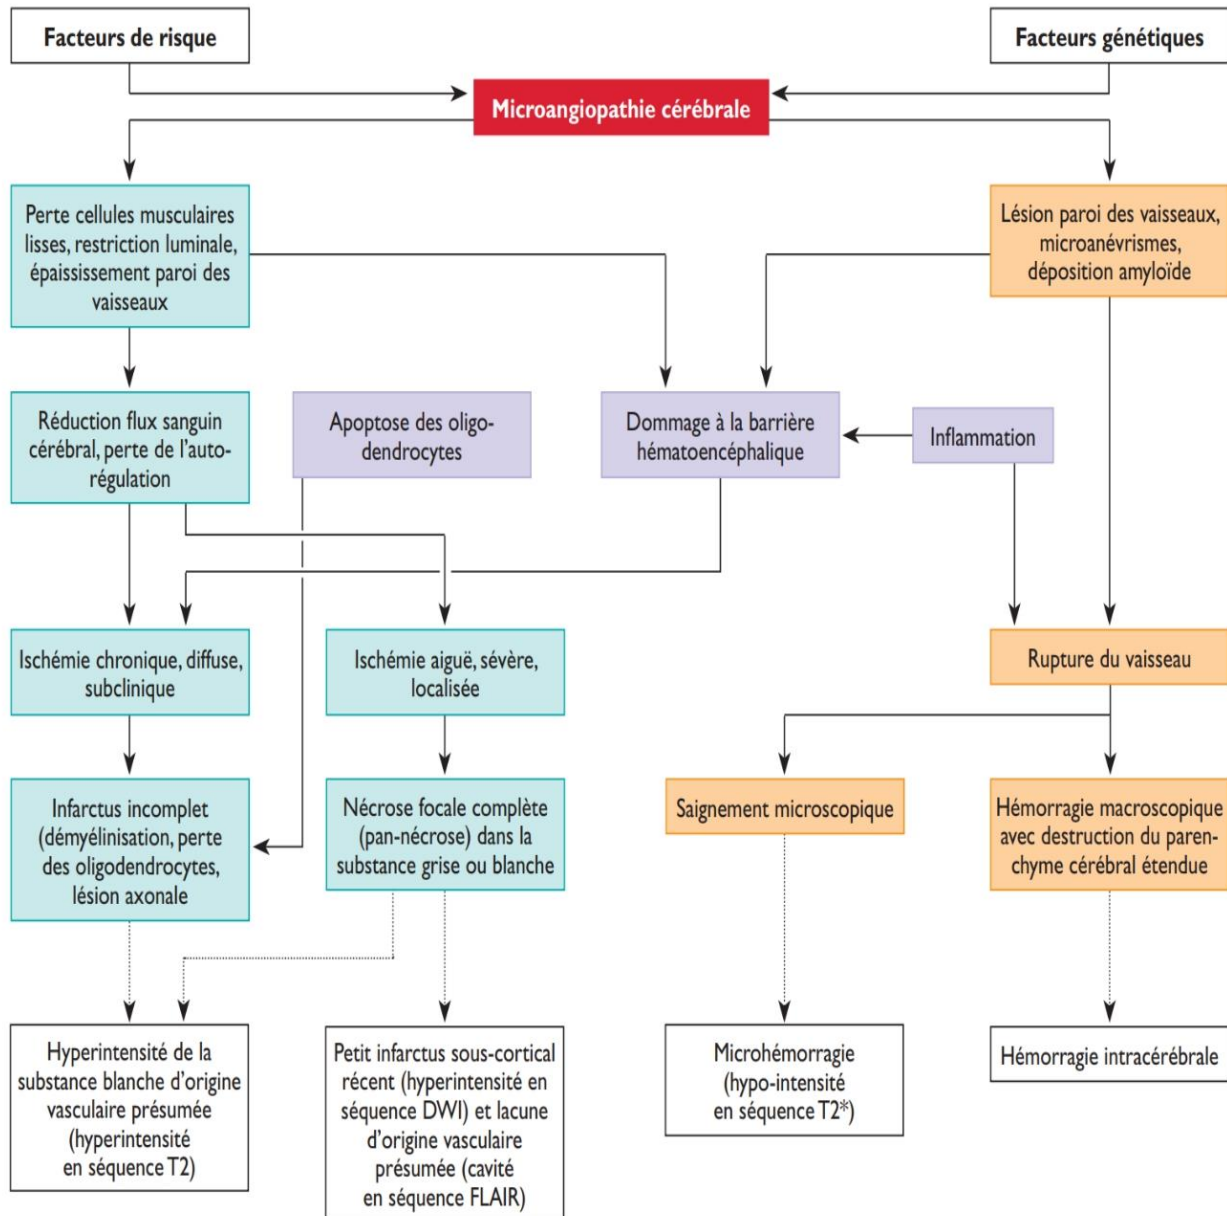 Facteurs de risque
Facteurs génétiques
Microangiopathie cérébrale
Perte cellules musculaires
lisses, restriction luminale,
épaississement paroi des
vaisseaux
Lésion paroi des vaisseaux,
microanévrismes,
déposition amyloïde
Réduction flux sanguin
cérébral, perte de l'auto-
régulation
Apoptose des oligo-
dendrocytes
Dommage à la barrière
hématoencéphalique
Inflammation
Ischémie chronique, diffuse,
subclinique
Ischémie aiguë, sévère,
localisée
Rupture du vaisseau
Infarctus incomplet
(démyélinisation, perte
des oligodendrocytes,
lésion axonale
Nécrose focale complète
(pan-nécrose) dans la
substance grise ou blanche
Saignement microscopique
Hémorragie macroscopique
avec destruction du paren-
chyme cérébral étendue
Hyperintensité de la
substance blanche d'origine
vasculaire présumée
(hyperintensité
en séquence T2)
Petit infarctus sous-cortical
récent (hyperintensité en
séquence DWI) et lacune
d'origine vasculaire
présumée (cavité
en séquence FLAIR)
Microhémorragie
(hypo-intensité
en séquence T2*)
Hémorragie intracérébrale